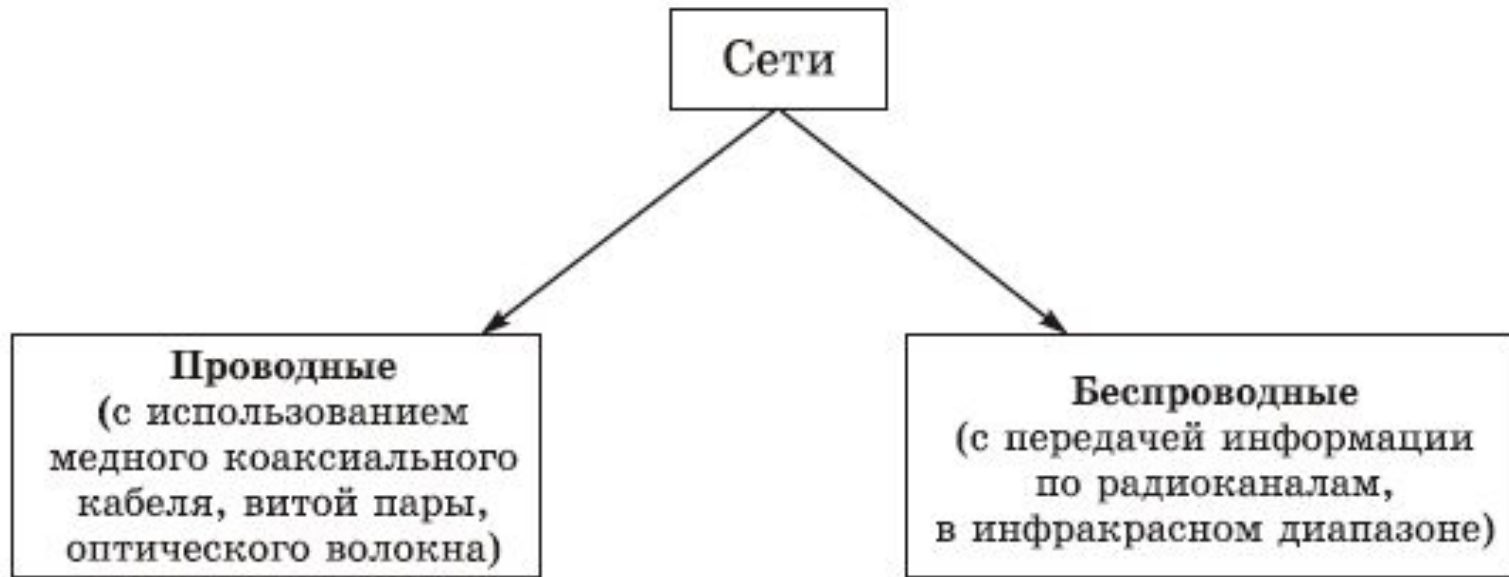 Сети
Проводные
(с использованием
медного коаксиального
кабеля, витой пары,
оптического волокна)
Беспроводные
(с передачей информации
по радиоканалам,
в инфракрасном диапазоне)